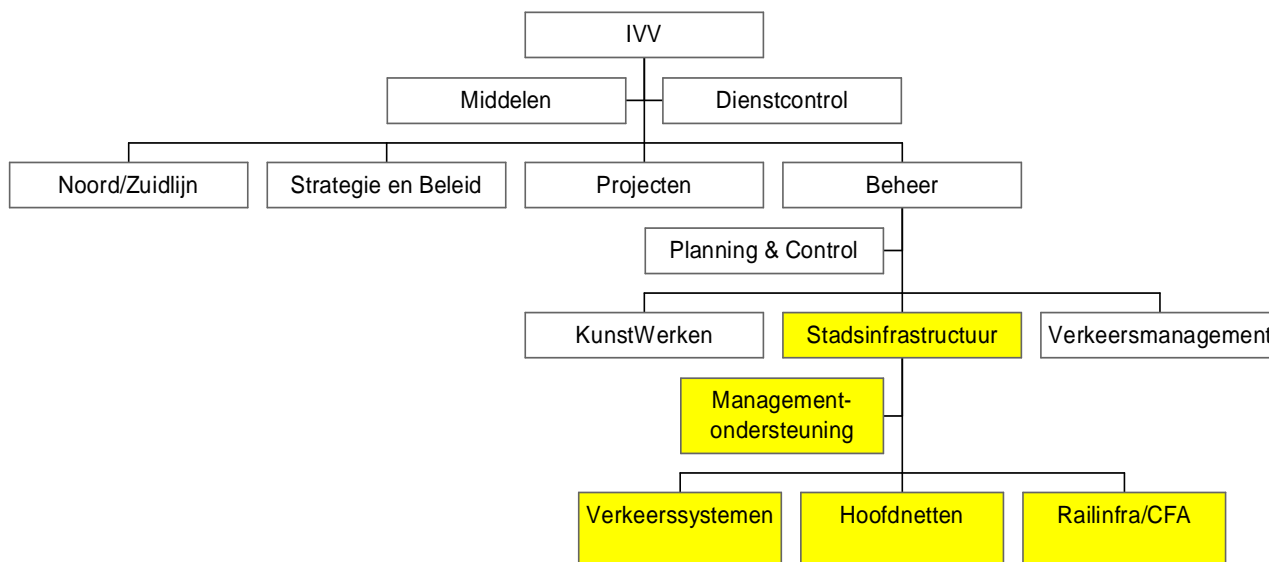 IVV
Middelen
Dienstcontrol
Noord/Zuidlijn
Strategie en Beleid
Projecten
Beheer
Planning & Control
KunstWerken
Stadsinfrastructuur
Verkeersmanagement
Management-
ondersteuning
Verkeerssystemen
Hoofdnetten
Railinfra/CFA